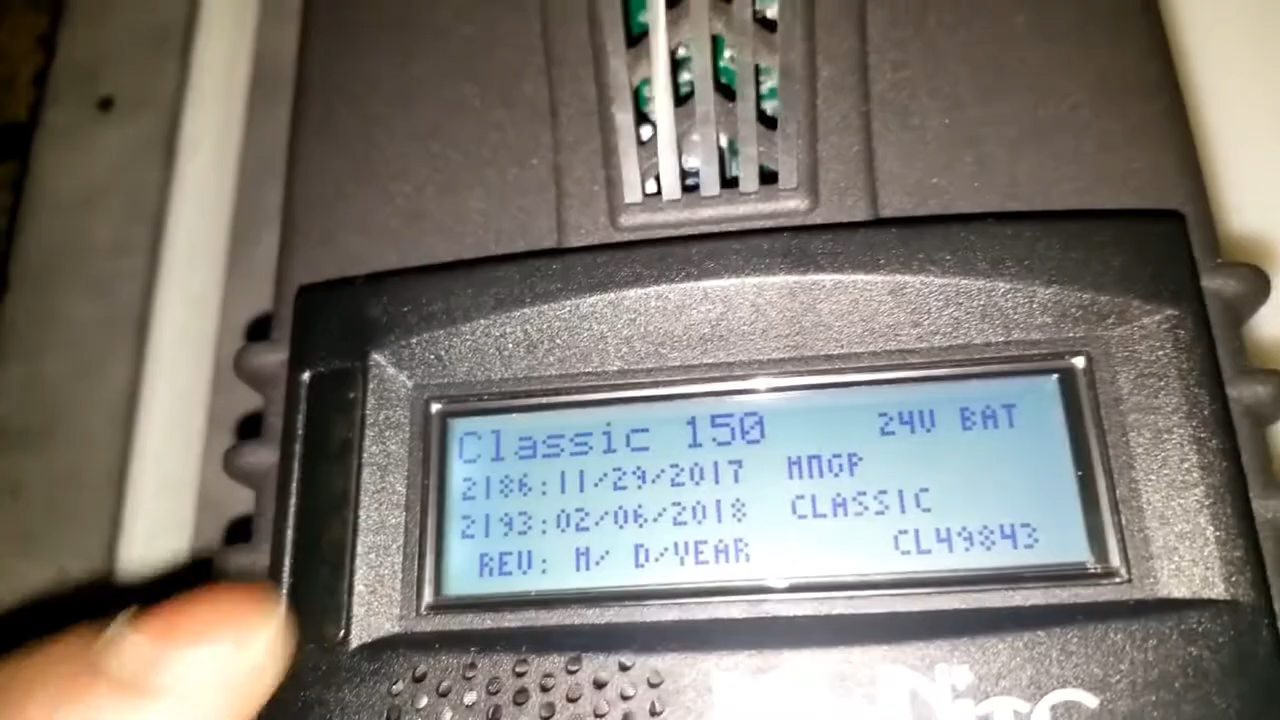 Classic 150 24V BAT
2186:11/29/2017 MNGP
2193:02/06/2018 CLASSIC
REV: M/ D/YEAR CL49843